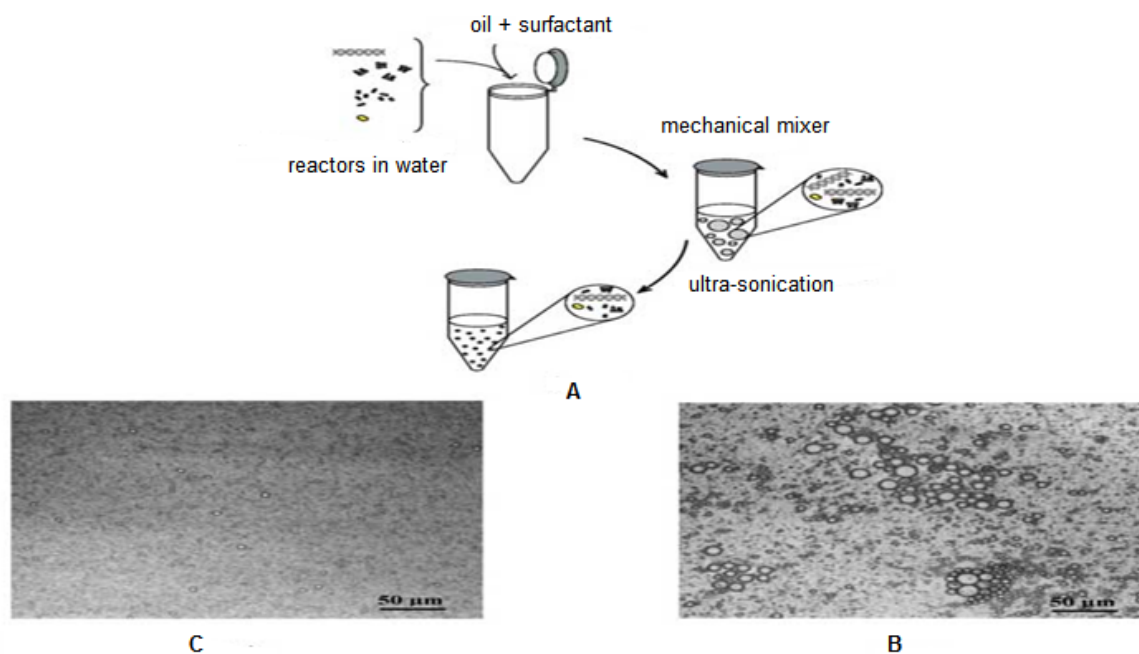 oil + surfactant
reactors in water
mechanical mixer
ultra-sonication
A
50 µm
50 µm
C
B